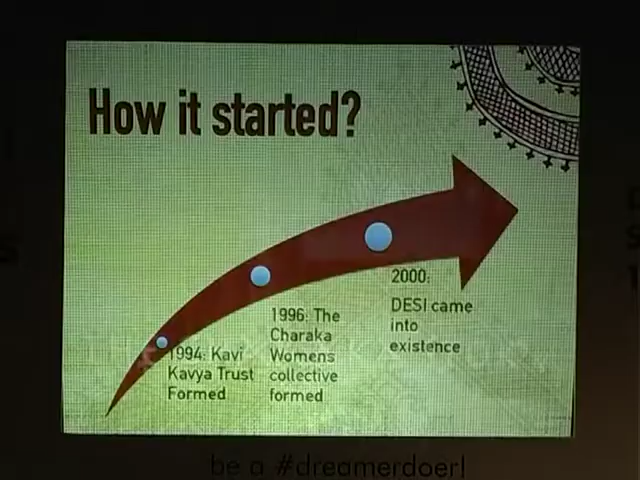 How it started?
1994: Kavi
Kavya Trust
Formed
1996: The
Charaka
Womens
collective
formed
2000:
DESI came
into
existence
be a #dreamerdoer!